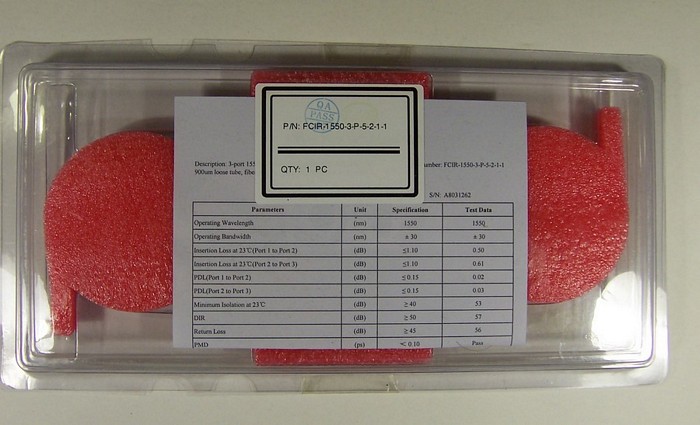 QA
PASS
P/N: FCIR-1550-3-P-5-2-1-1
QTY: 1 PC
Description: 3-port 155
umber: FCIR-1550-3-P-5-2-1-1
900um loose tube, fibe
S/N: A8031262
Parameters Unit Specification Test Data
Operating Wavelength (nm) 1550 1550
Operating Bandwidth (nm) ± 30 ± 30
Insertion Loss at 23℃(Port 1 to Port 2) (dB) ≤1.10 0.50
Insertion Loss at 23℃(Port 2 to Port 3) (dB) ≤1.10 0.61
PDL(Port 1 to Port 2) (dB) ≤ 0.15 0.02
PDL(Port 2 to Port 3) (dB) ≤ 0.15 0.03
Minimum Isolation at 23℃ (dB) ≥ 40 53
DIR (dB) ≥ 50 57
Return Loss (dB) ≥ 45 56
PMD (ps) < 0.10 Pass